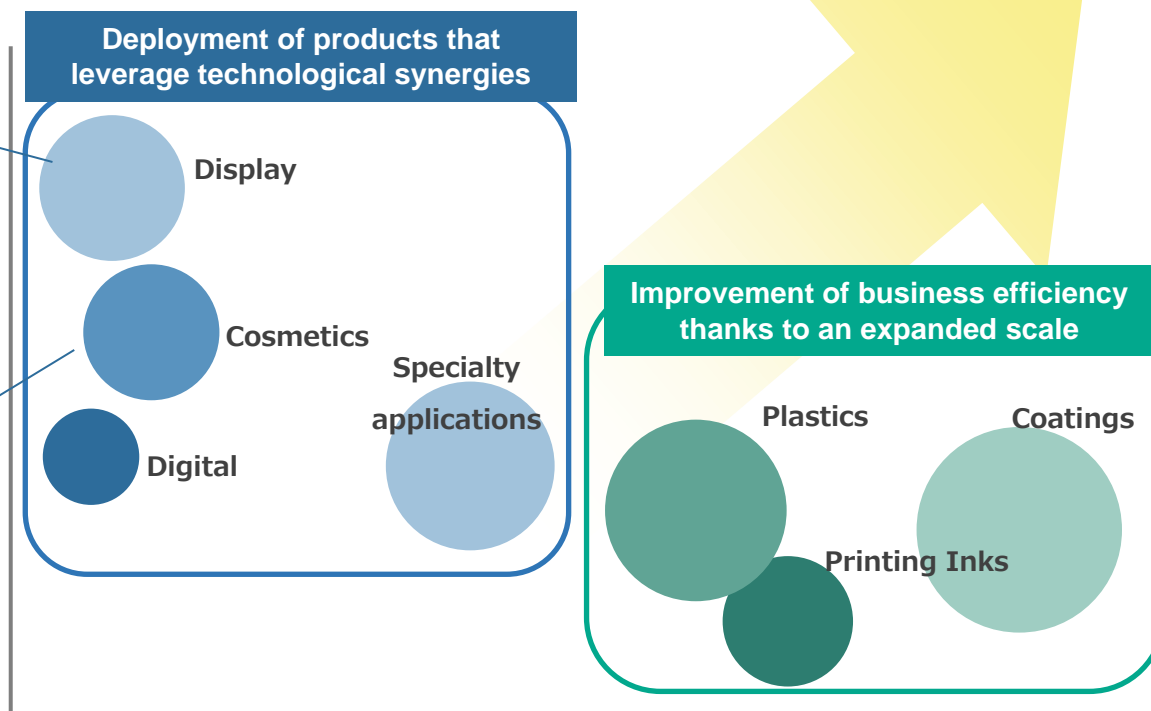 Deployment of products that
leverage technological synergies
Display
Cosmetics
Specialty
applications
Digital
Improvement of business efficiency
thanks to an expanded scale
Plastics
Coatings
Printing Inks